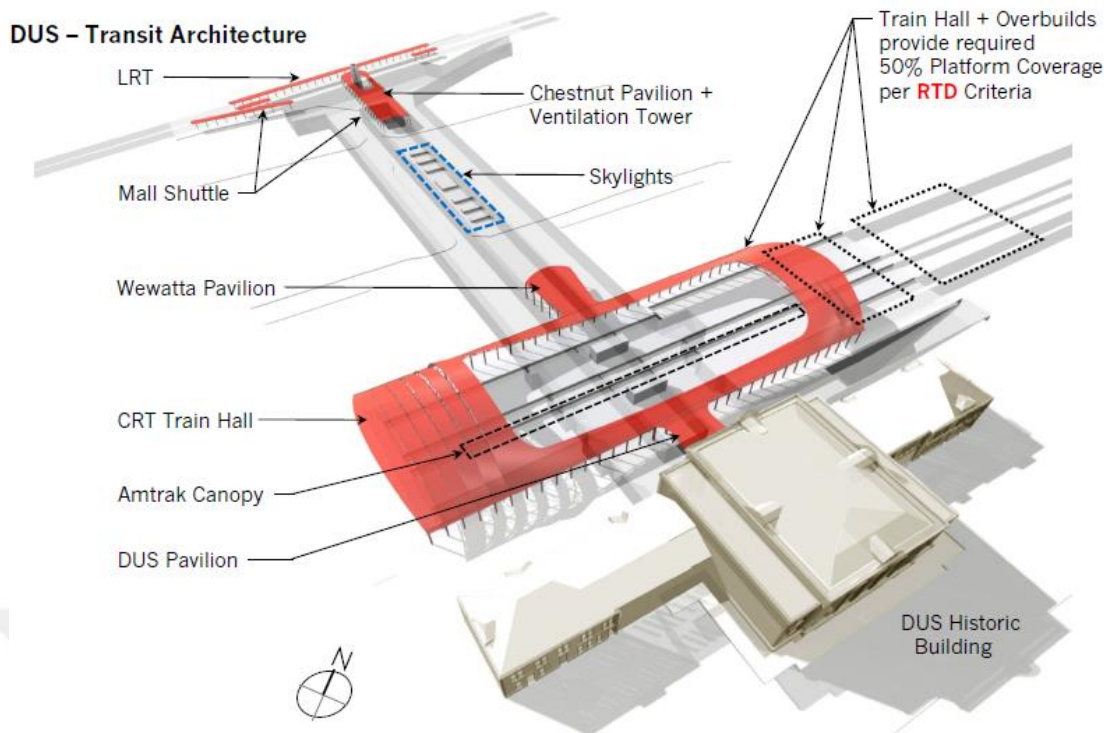 DUS – Transit Architecture
LRT
Chestnut Pavilion +
Ventilation Tower
Train Hall + Overbuilds
provide required
50% Platform Coverage
per RTD Criteria
Mall Shuttle
Skylights
Wewatta Pavilion
CRT Train Hall
Amtrak Canopy
DUS Pavilion
DUS Historic
Building
N